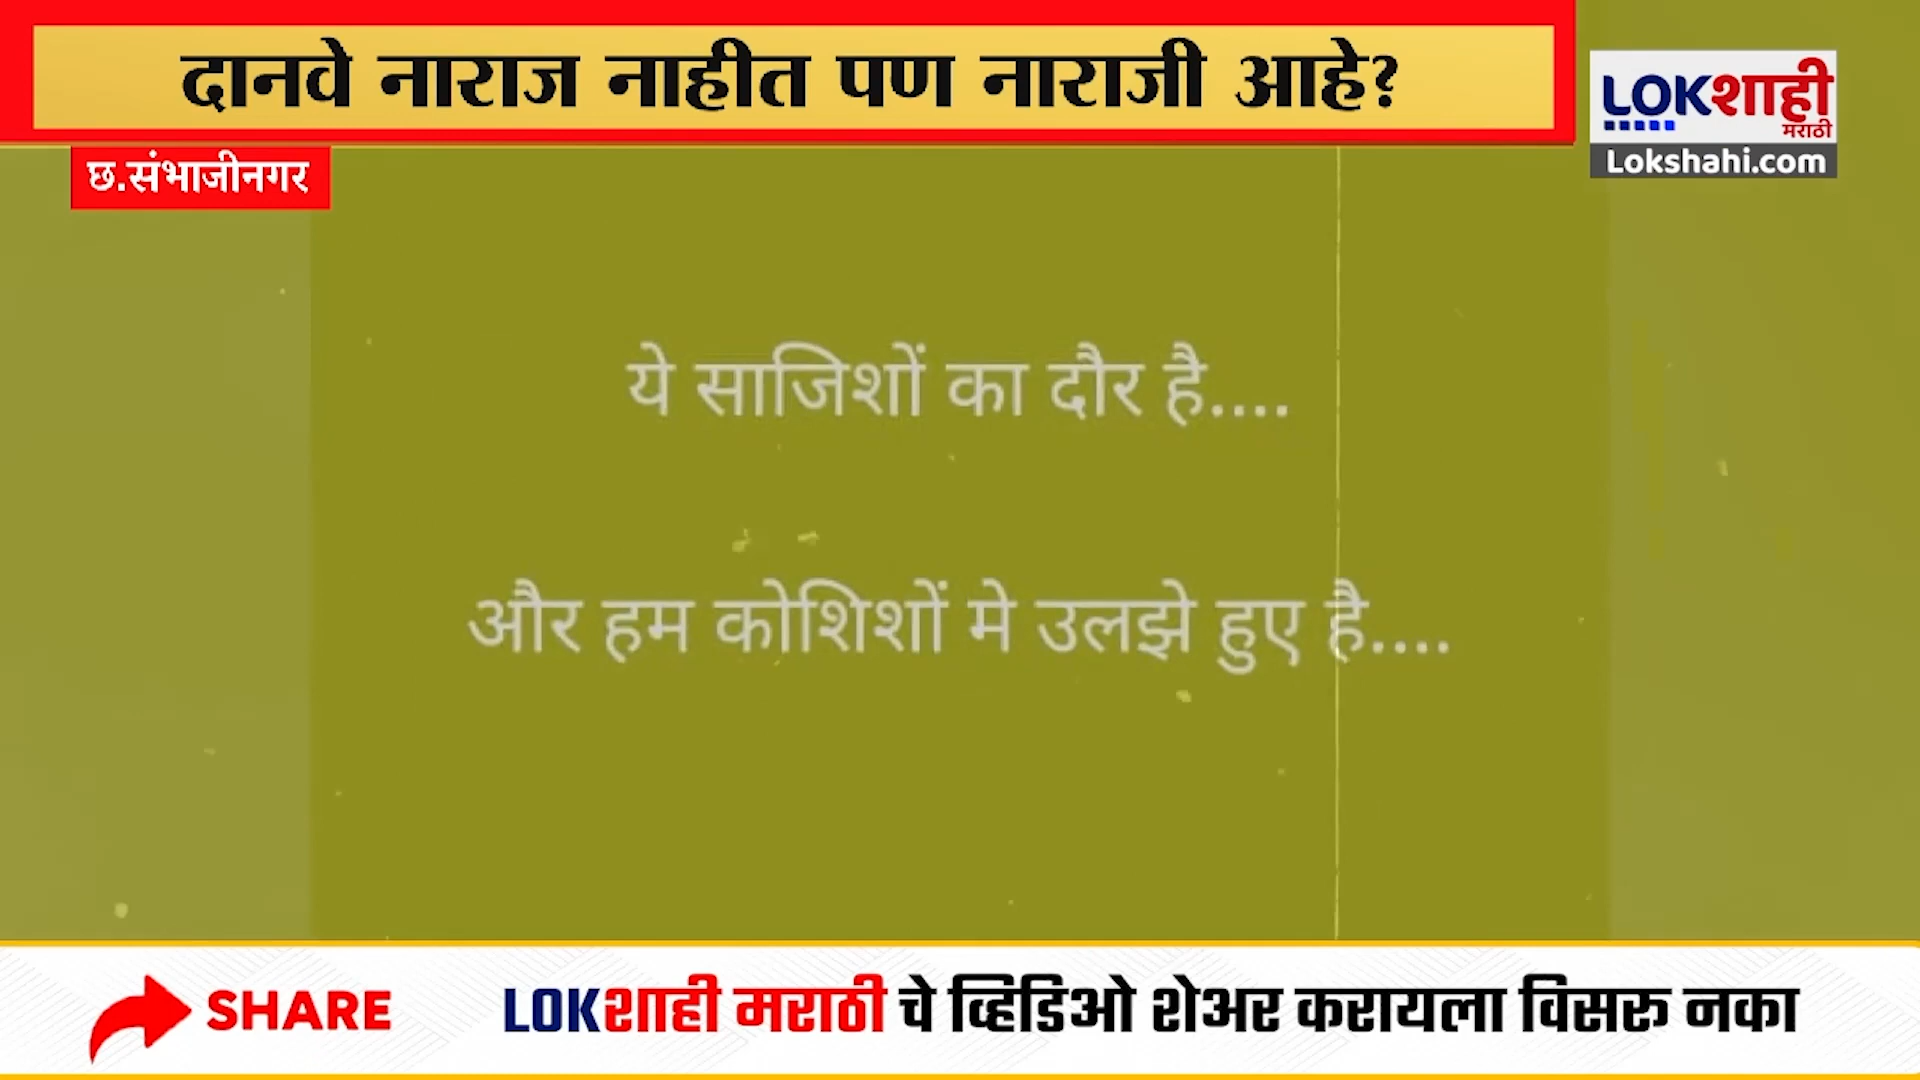 दानवे नाराज नाहीत पण नाराजी आहे?
LOKशाही
मराठी
Lokshahi.com
छ.संभाजीनगर
ये साजिशों का दौर है....
और हम कोशिशों मे उलझे हुए है....
SHARE
LOKशाही मराठी चे व्हिडिओ शेअर करायला विसरू नका